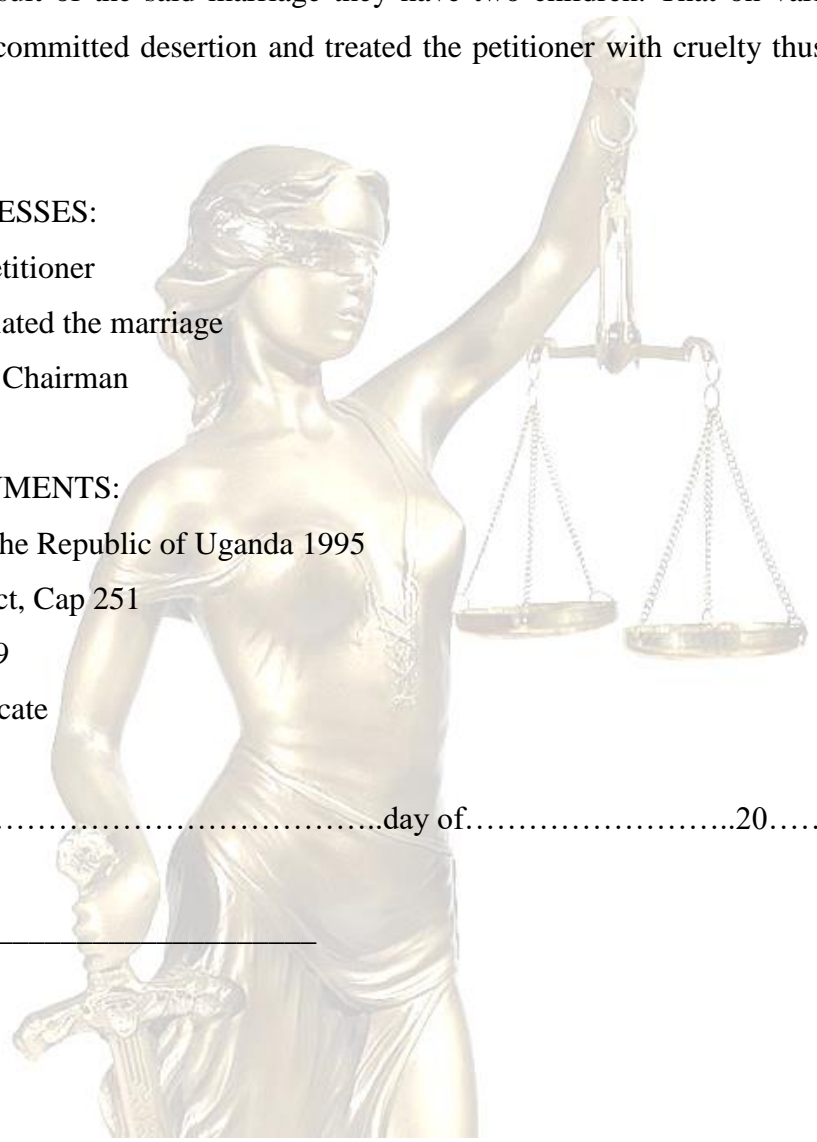 of the said marriage they have two children. That on
committed desertion and treated the petitioner with cruelty thus
ESSES:
etitioner
ated the marriage
Chairman
MENTS:
he Republic of Uganda 1995
ct, Cap 251
9
cate
……………………………………..day of……………………..20……
____________________